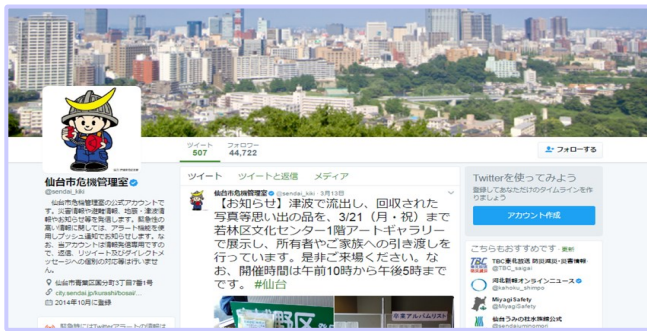 ツイート
507
フォロワー
44,722
フォローする
仙台市危機管理室
@sendai_kiki
仙台市危機管理室の公式アカウントで
す。災害情報や避難情報、地震・津波情
報やお知らせ等を発信します。緊急性の
高い情報に関しては、アラート機能を使
用しプッシュ通知でお知らせします。な
お、当アカウントは情報発信専用ですの
で、返信、リツイート及びダイレクトメ
ッセージへの個別の対応等は行いませ
ん。
仙台市青葉区国分町3丁目7番1号
city.sendai.jp/kurashi/bosai/...
2014年10月に登録
ツイート
ツイートと返信
メディア
仙台市危機管理室 @sendai_kiki · 3月13日
【お知らせ】津波で流出し、回収された
写真等思い出の品を、3/21（月・祝）まで
若林区文化センター1階アートギャラリー
で展示し、所有者やご家族への引き渡しを
行っています。是非ご来場ください。な
お、開催時間は午前10時から午後5時まで
です。 #仙台
卒業アルバムリスト
Twitterを使ってみよう
登録してあなただけのタイムラインを作
りましょう
アカウント作成
こちらもおすすめです · 更新
TBC東北放送 防災減災・災害情報
@TBC_saigai
河北新報オンラインニュース
@kahoku_shimpo
Miyagi Safety
@MiyagiSafety
仙台うみの杜水族館公式
@sendaiuminomori